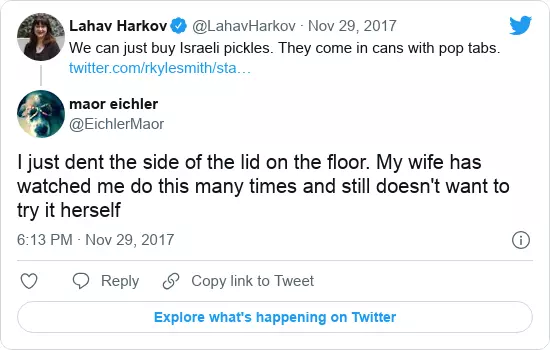 Lahav Harkov @LahavHarkov · Nov 29, 2017
We can just buy Israeli pickles. They come in cans with pop tabs.
twitter.com/rkylesmith/sta…
maor eichler
@EichlerMaor
I just dent the side of the lid on the floor. My wife has
watched me do this many times and still doesn't want to
try it herself
6:13 PM · Nov 29, 2017
Reply Copy link to Tweet
Explore what's happening on Twitter